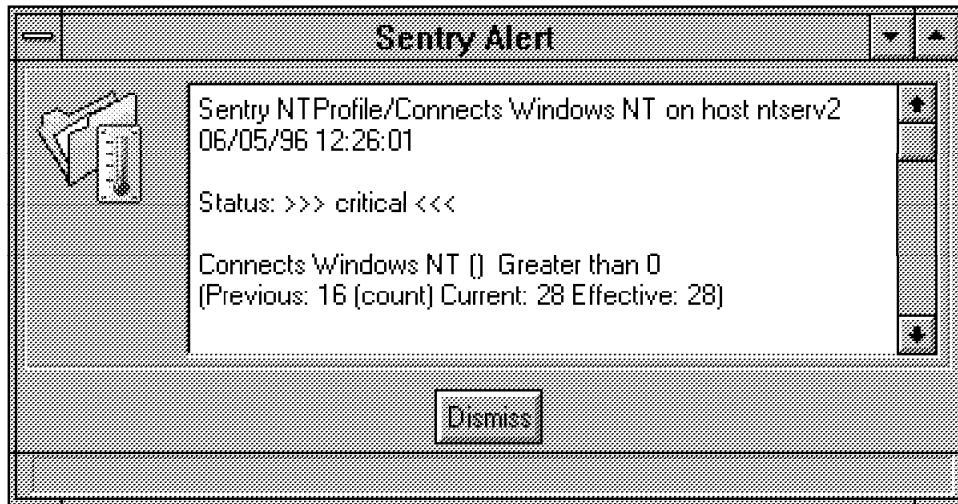 Sentry Alert
Sentry NTProfile/Connects Windows NT on host ntserv2
06/05/96 12:26:01
Status: >>> critical <<<
Connects Windows NT () Greater than 0
(Previous: 16 (count) Current: 28 Effective: 28)
Dismiss